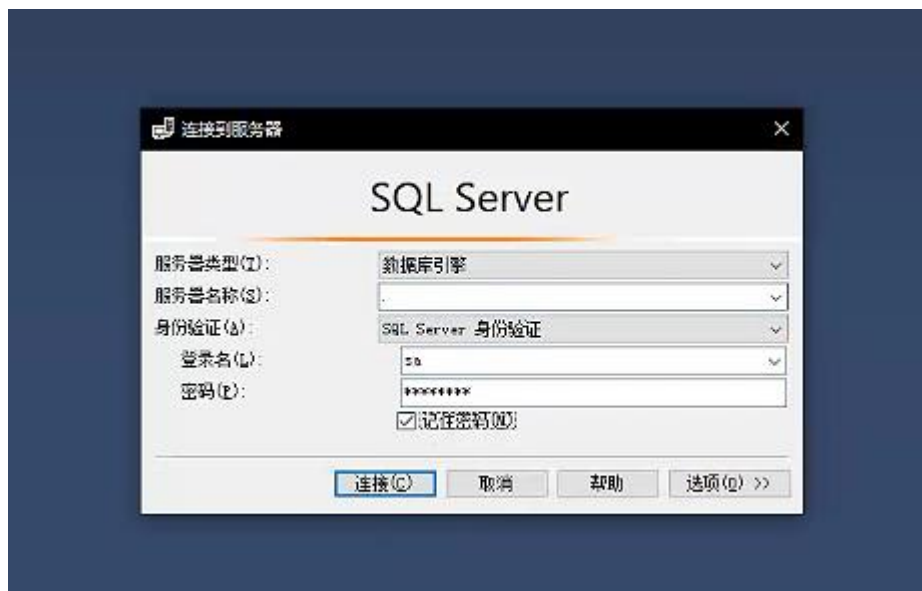 连接到服务器
SQL Server
服务器类型(T): 数据库引擎
服务器名称(S): .
身份验证(A): SQL Server 身份验证
登录名(L): sa
密码(P): ********
记住密码(M)
连接(C) 取消 帮助 选项(O) >>